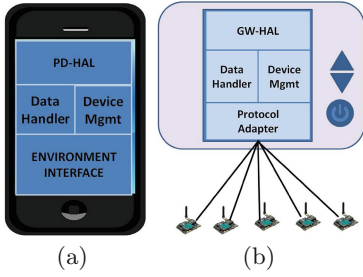 PD-HAL
Data
Handler
Device
Mgmt
ENVIRONMENT
INTERFACE
(a)
GW-HAL
Data
Handler
Device
Mgmt
Protocol
Adapter
(b)